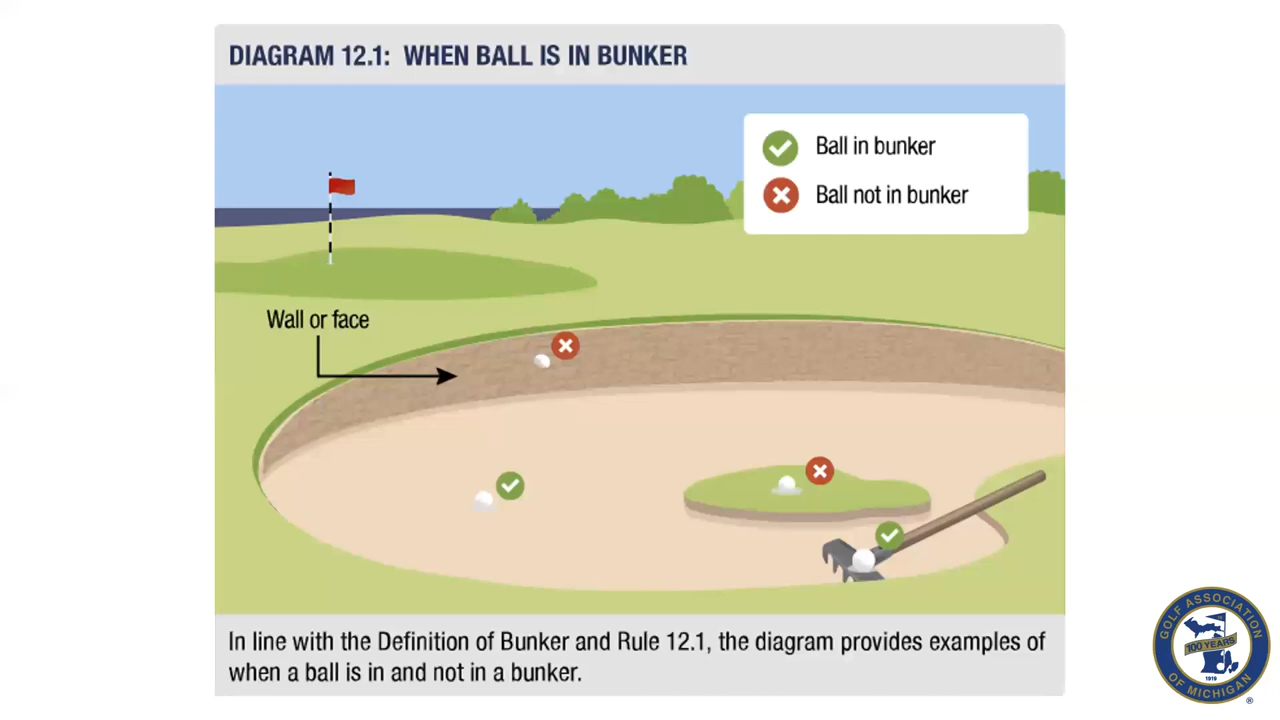 DIAGRAM 12.1: WHEN BALL IS IN BUNKER
Ball in bunker
Ball not in bunker
Wall or face
In line with the Definition of Bunker and Rule 12.1, the diagram provides examples of
when a ball is in and not in a bunker.
GOLF ASSOCIATION
100 YEARS
1919
OF MICHIGAN
®